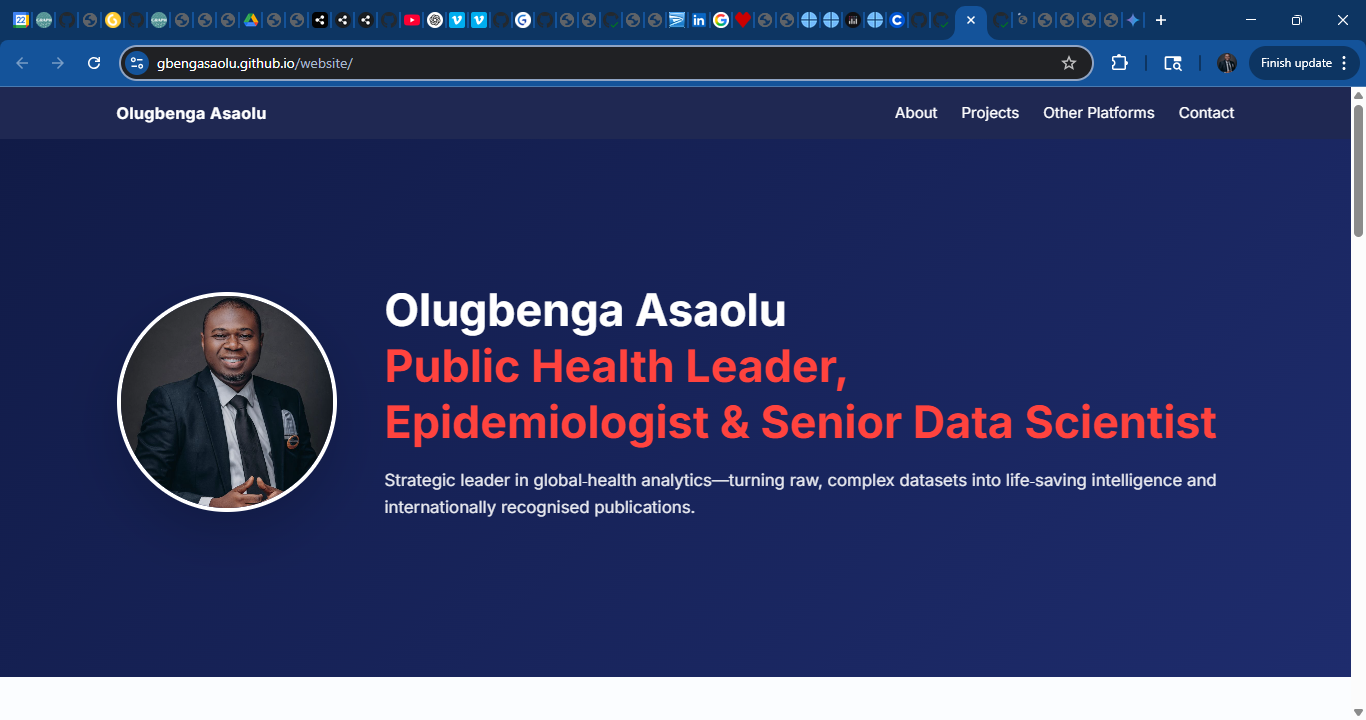 22
gbengasaolu.github.io/website/
Finish update
Olugbenga Asaolu
About
Projects
Other Platforms
Contact
Olugbenga Asaolu
Public Health Leader,
Epidemiologist & Senior Data Scientist
Strategic leader in global-health analytics—turning raw, complex datasets into life-saving intelligence and
internationally recognised publications.